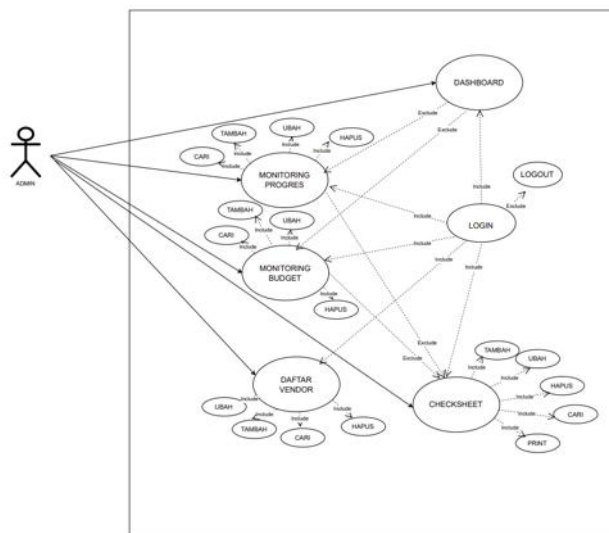 DASHBOARD
Exclude
Exclude
UBAH
TAMBAH
HAPUS
Include
Include
Include
CARI
Include
MONITORING
PROGRES
ADMIN
LOGOUT
Include
Exclude
LOGIN
TAMBAH
UBAH
Include
Include
Include
CARI
Include
MONITORING
BUDGET
Include
Include
Include
Include
Include
HAPUS
Exclude
Exclude
TAMBAH
UBAH
Include
Include
HAPUS
Include
CHECKSHEET
Include
CARI
Include
PRINT
DAFTAR
VENDOR
Include
UBAH
Include
TAMBAH
Include
CARI
Include
HAPUS